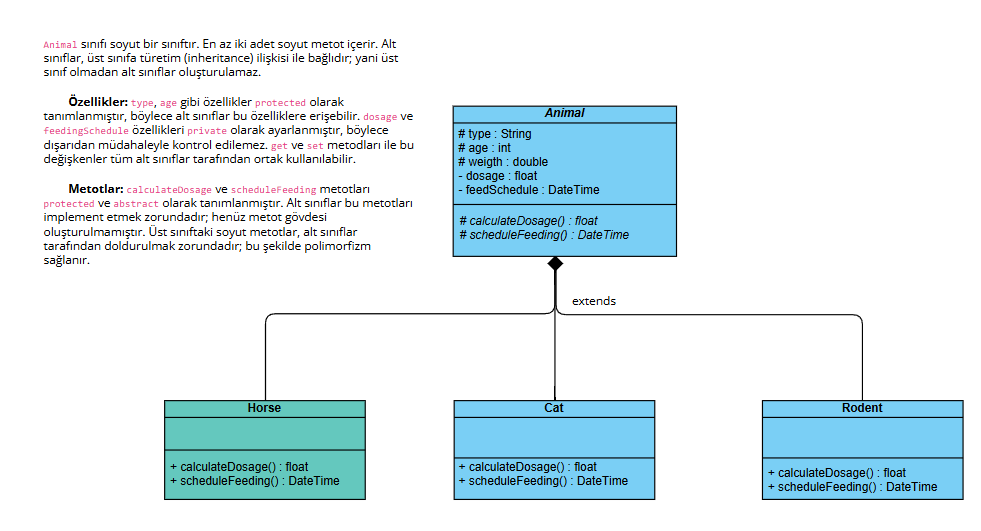 Animal sınıfı soyut bir sınıftır. En az iki adet soyut metot içerir. Alt
sınıflar, üst sınıfa türetim (inheritance) ilişkisi ile bağlıdır; yani üst
sınıf olmadan alt sınıflar oluşturulamaz.
Özellikler: type, age gibi özellikler protected olarak
tanımlanmıştır, böylece alt sınıflar bu özelliklere erişebilir. dosage ve
feedingSchedule özellikleri private olarak ayarlanmıştır, böylece
dışarıdan müdahaleyle kontrol edilemez. get ve set metodları ile bu
değişkenler tüm alt sınıflar tarafından ortak kullanılabilir.
Metotlar: calculateDosage ve scheduleFeeding metotları
protected ve abstract olarak tanımlanmıştır. Alt sınıflar bu metotları
implement etmek zorundadır; henüz metot gövdesi
oluşturulmamıştır. Üst sınıftaki soyut metotlar, alt sınıflar
tarafından doldurulmak zorundadır; bu şekilde polimorfizm
sağlanır.
Animal
# type : String
# age : int
# weigth : double
- dosage : float
- feedSchedule : DateTime
# calculateDosage() : float
# scheduleFeeding() : DateTime
extends
Horse
+ calculateDosage() : float
+ scheduleFeeding() : DateTime
Cat
+ calculateDosage() : float
+ scheduleFeeding() : DateTime
Rodent
+ calculateDosage() : float
+ scheduleFeeding() : DateTime